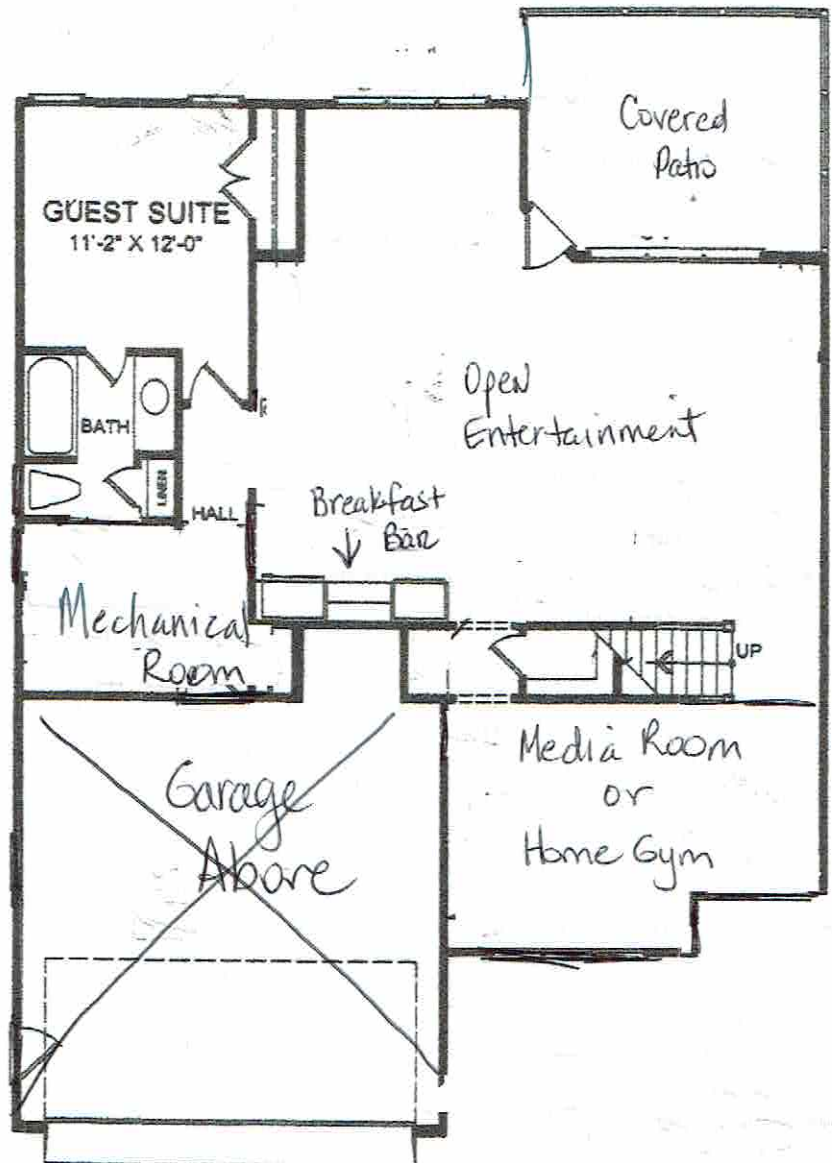 Covered
Patio
GUEST SUITE
11'-2" X 12'-0"
Open
Entertainment
BATH
LINEN
HALL
Breakfast
Bar
Mechanical
Room
UP
Media Room
or
Home Gym
Garage
Above